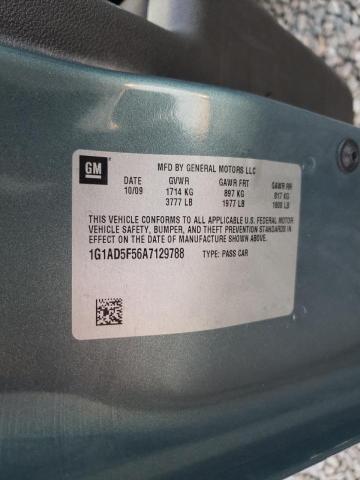 GM
MFD BY GENERAL MOTORS LLC
DATE GVWR GAWR FRT GAWR RR
10/09 1714 KG 897 KG 817 KG
3777 LB 1977 LB 1800 LB
THIS VEHICLE CONFORMS TO ALL APPLICABLE U.S. FEDERAL MOTOR
VEHICLE SAFETY, BUMPER, AND THEFT PREVENTION STANDARDS IN
EFFECT ON THE DATE OF MANUFACTURE SHOWN ABOVE.
1G1AD5F56A7129788 TYPE: PASS CAR